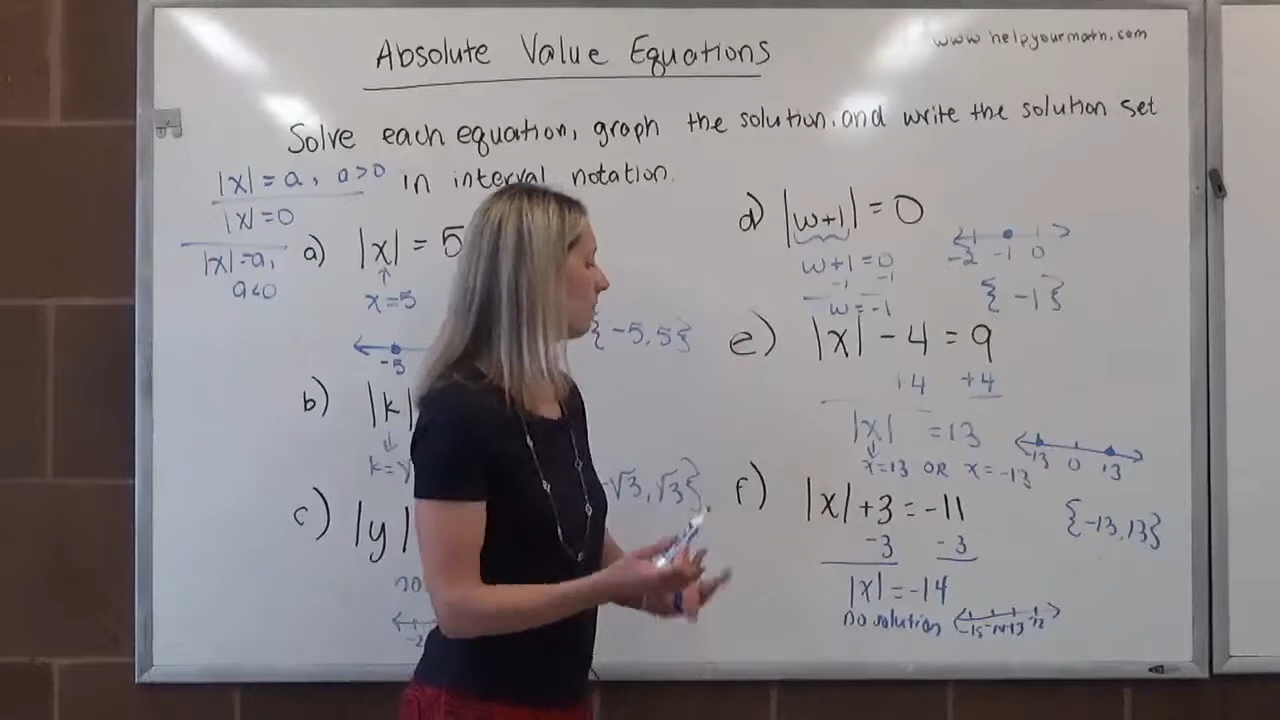 Absolute Value Equations
www.helpyourmath.com
Solve each equation, graph the solution, and write the solution set
in interval notation.
|x| = a, a>0
|x| = 0
|x| = a,
a<0
a) |x| = 5
x = 5
-5
{-5, 5}
b) |k|
k =
-√3, √3}
c) |y|
no
-2
d) |w+1| = 0
w+1 = 0
-1 -1
w = -1
-2 -1 0
{-1}
e) |x| - 4 = 9
+4 +4
|x| = 13
x=13 OR x=-13
-13 0 13
{-13, 13}
f) |x| + 3 = -11
-3 -3
|x| = -14
no solution
-15 -14 -13 -12